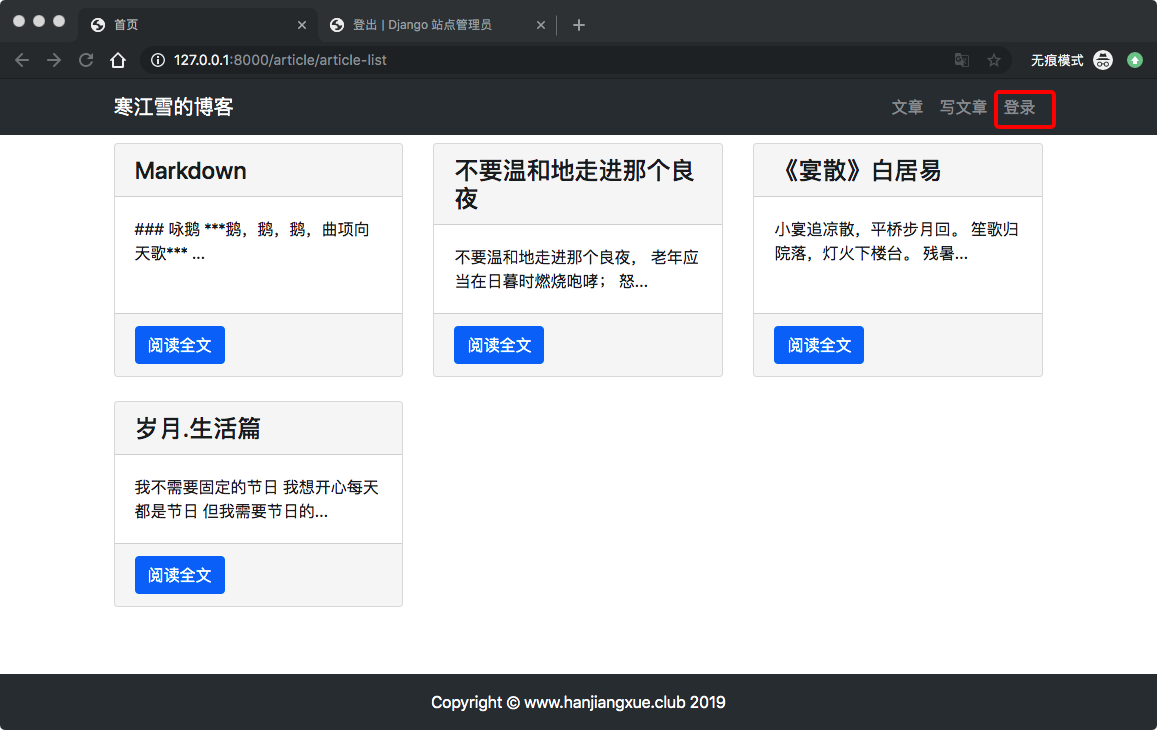 首页
登出 | Django 站点管理员
127.0.0.1:8000/article/article-list
无痕模式
寒江雪的博客
文章 写文章 登录
Markdown
### 咏鹅 ***鹅，鹅，鹅，曲项向
天歌*** ...
阅读全文
不要温和地走进那个良
夜
不要温和地走进那个良夜， 老年应
当在日暮时燃烧咆哮； 怒...
阅读全文
《宴散》白居易
小宴追凉散，平桥步月回。 笙歌归
院落，灯火下楼台。 残暑...
阅读全文
岁月.生活篇
我不需要固定的节日 我想开心每天
都是节日 但我需要节日的...
阅读全文
Copyright © www.hanjiangxue.club 2019